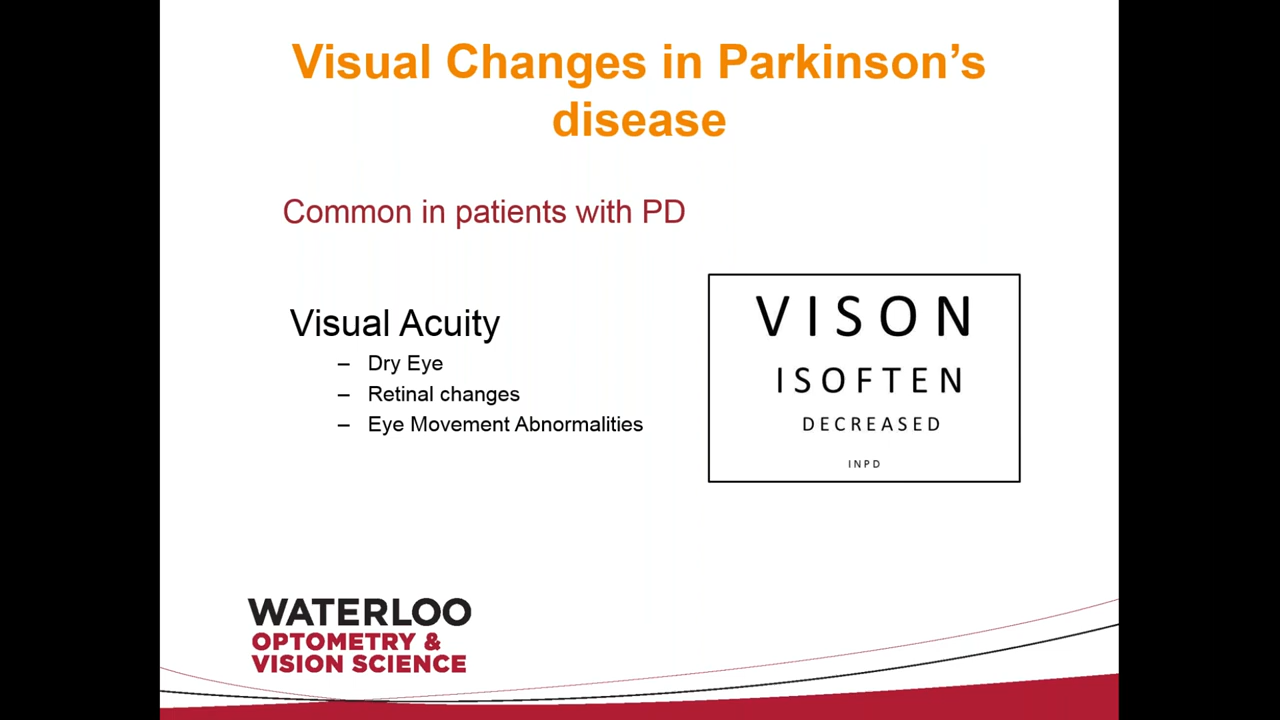 Visual Changes in Parkinson’s
disease
Common in patients with PD
Visual Acuity
– Dry Eye
– Retinal changes
– Eye Movement Abnormalities
VISON
ISOFTEN
DECREASED
INPD
WATERLOO
OPTOMETRY &
VISION SCIENCE